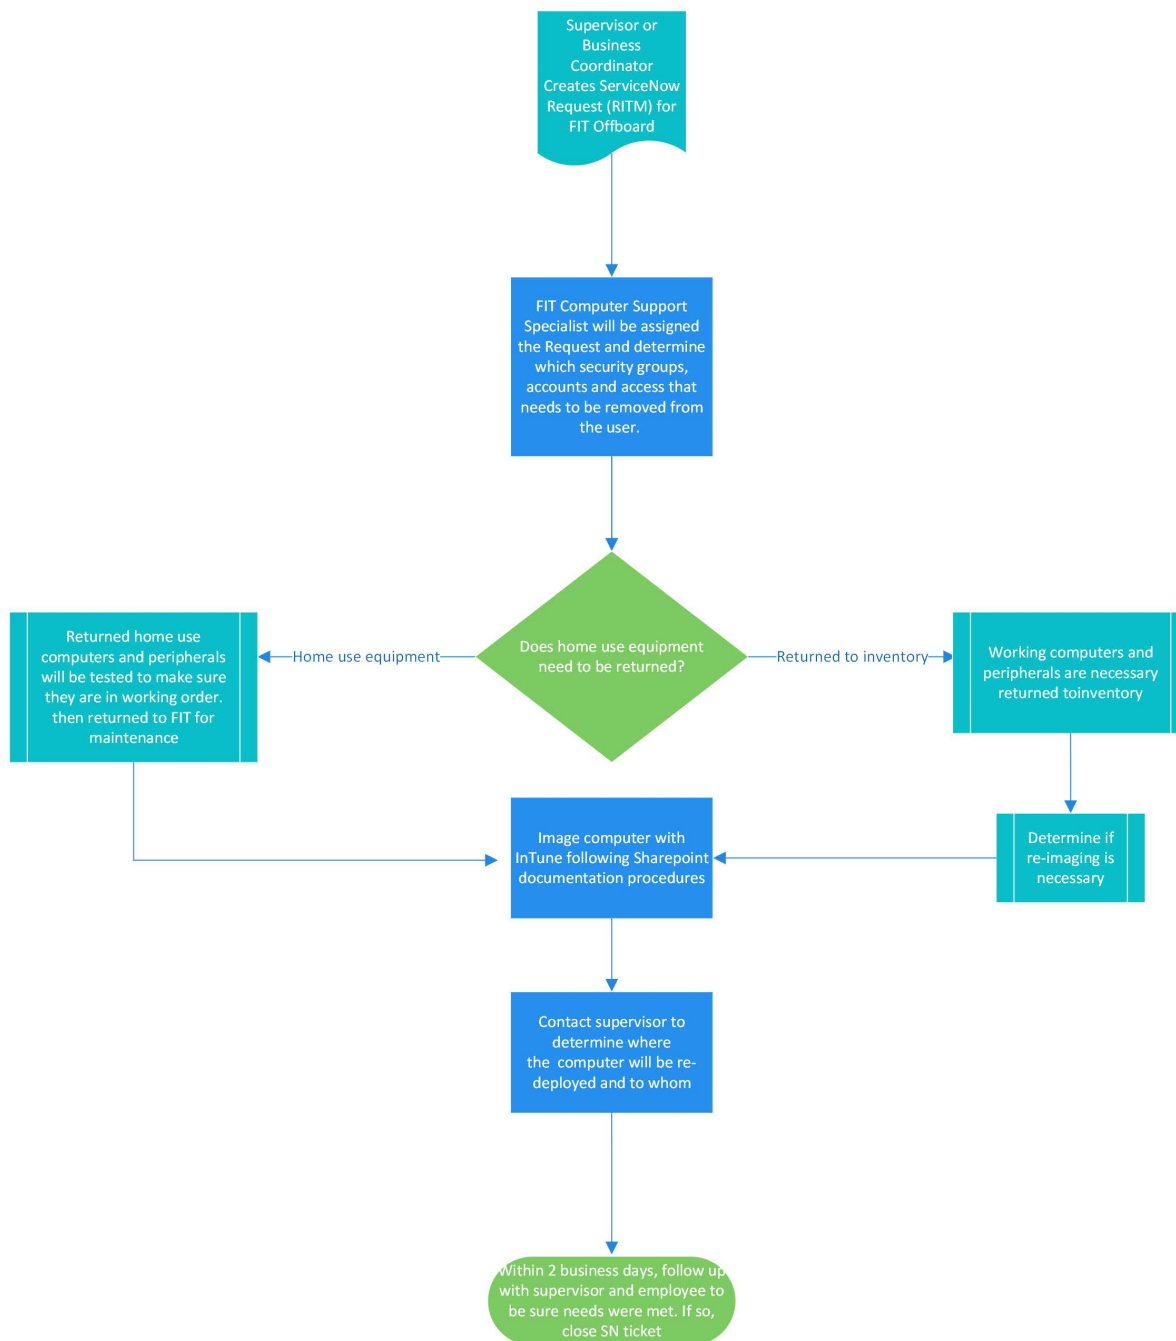 Supervisor or
Business
Coordinator
Creates ServiceNow
Request (RITM) for
FIT Offboard
FIT Computer Support
Specialist will be assigned
the Request and determine
which security groups,
accounts and access that
needs to be removed from
the user.
Does home use equipment
need to be returned?
Home use equipment
Returned to inventory
Returned home use
computers and peripherals
will be tested to make sure
they are in working order.
then returned to FIT for
maintenance
Working computers and
peripherals are necessary
returned toinventory
Image computer with
InTune following Sharepoint
documentation procedures
Determine if
re-imaging is
necessary
Contact supervisor to
determine where
the  computer will be re-
deployed and to whom
Within 2 business days, follow up
with supervisor and employee to
be sure needs were met. If so,
close SN ticket